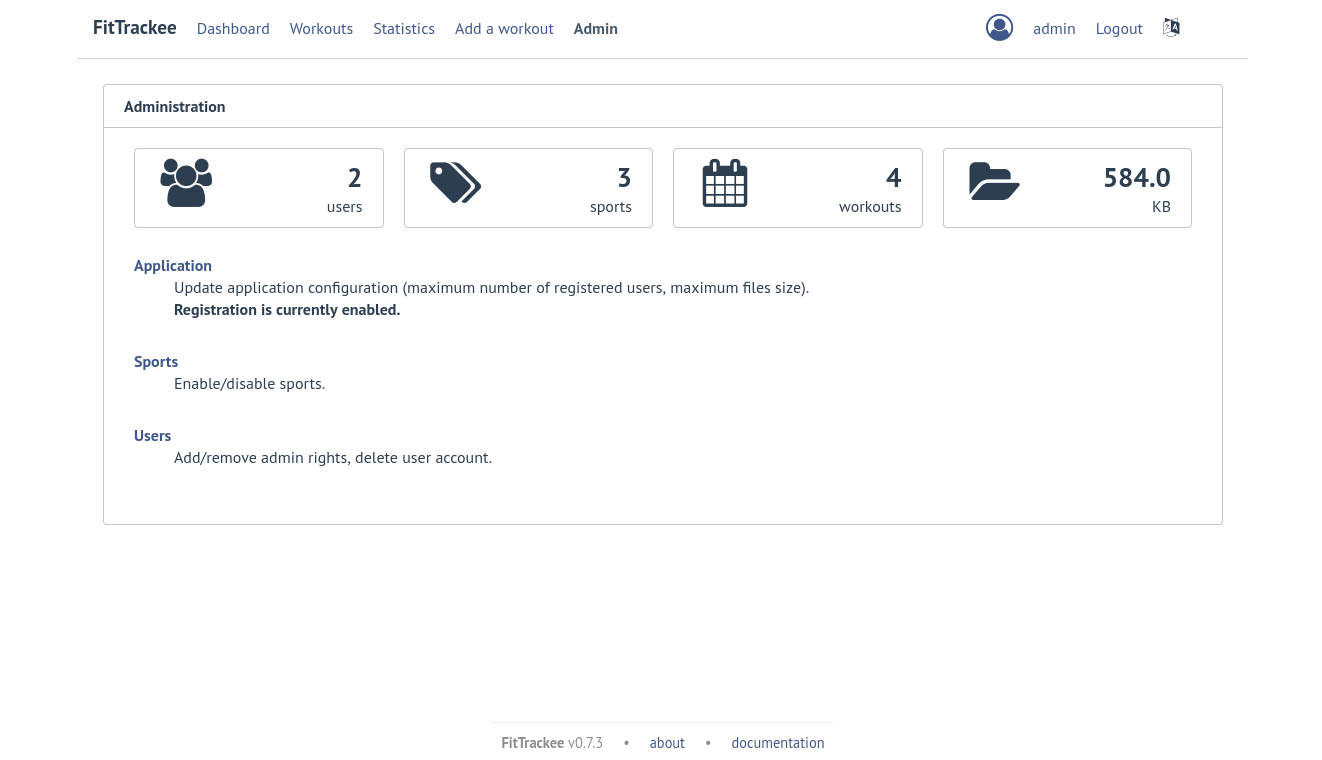 FitTrackee Dashboard Workouts Statistics Add a workout Admin admin Logout
Administration
2
users
3
sports
4
workouts
584.0
KB
Application
Update application configuration (maximum number of registered users, maximum files size).
Registration is currently enabled.
Sports
Enable/disable sports.
Users
Add/remove admin rights, delete user account.
FitTrackee v0.7.3 • about • documentation